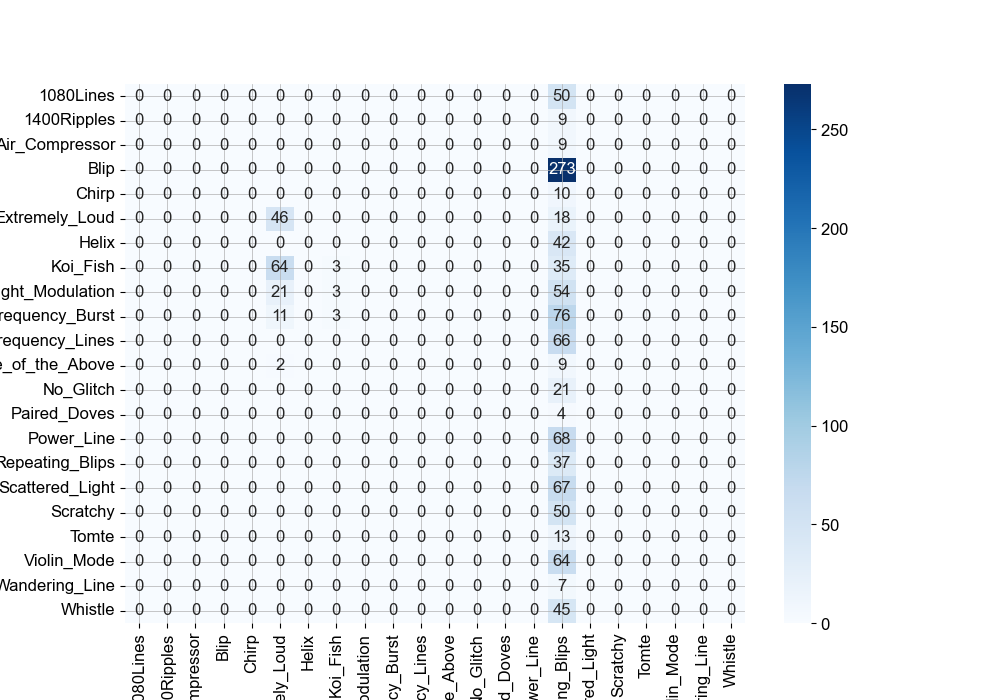 1080Lines 0 0 0 0 0 0 0 0 0 0 0 0 0 0 0 50 0 0 0 0 0 0
1400Ripples 0 0 0 0 0 0 0 0 0 0 0 0 0 0 0 9 0 0 0 0 0 0
Air_Compressor 0 0 0 0 0 0 0 0 0 0 0 0 0 0 0 9 0 0 0 0 0 0
Blip 0 0 0 0 0 0 0 0 0 0 0 0 0 0 0 273 0 0 0 0 0 0
Chirp 0 0 0 0 0 0 0 0 0 0 0 0 0 0 0 10 0 0 0 0 0 0
Extremely_Loud 0 0 0 0 0 46 0 0 0 0 0 0 0 0 0 18 0 0 0 0 0 0
Helix 0 0 0 0 0 0 0 0 0 0 0 0 0 0 0 42 0 0 0 0 0 0
Koi_Fish 0 0 0 0 0 64 0 3 0 0 0 0 0 0 0 35 0 0 0 0 0 0
ght_Modulation 0 0 0 0 0 21 0 3 0 0 0 0 0 0 0 54 0 0 0 0 0 0
requency_Burst 0 0 0 0 0 11 0 3 0 0 0 0 0 0 0 76 0 0 0 0 0 0
requency_Lines 0 0 0 0 0 0 0 0 0 0 0 0 0 0 0 66 0 0 0 0 0 0
e_of_the_Above 0 0 0 0 0 2 0 0 0 0 0 0 0 0 0 9 0 0 0 0 0 0
No_Glitch 0 0 0 0 0 0 0 0 0 0 0 0 0 0 0 21 0 0 0 0 0 0
Paired_Doves 0 0 0 0 0 0 0 0 0 0 0 0 0 0 0 4 0 0 0 0 0 0
Power_Line 0 0 0 0 0 0 0 0 0 0 0 0 0 0 0 68 0 0 0 0 0 0
Repeating_Blips 0 0 0 0 0 0 0 0 0 0 0 0 0 0 0 37 0 0 0 0 0 0
Scattered_Light 0 0 0 0 0 0 0 0 0 0 0 0 0 0 0 67 0 0 0 0 0 0
Scratchy 0 0 0 0 0 0 0 0 0 0 0 0 0 0 0 50 0 0 0 0 0 0
Tomte 0 0 0 0 0 0 0 0 0 0 0 0 0 0 0 13 0 0 0 0 0 0
Violin_Mode 0 0 0 0 0 0 0 0 0 0 0 0 0 0 0 64 0 0 0 0 0 0
Wandering_Line 0 0 0 0 0 0 0 0 0 0 0 0 0 0 0 7 0 0 0 0 0 0
Whistle 0 0 0 0 0 0 0 0 0 0 0 0 0 0 0 45 0 0 0 0 0 0
080Lines
0Ripples
mpressor
Blip
Chirp
ely_Loud
Helix
Koi_Fish
odulation
cy_Burst
cy_Lines
e_Above
No_Glitch
d_Doves
wer_Line
ng_Blips
red_Light
Scratchy
Tomte
in_Mode
ring_Line
Whistle
250
200
150
100
50
0